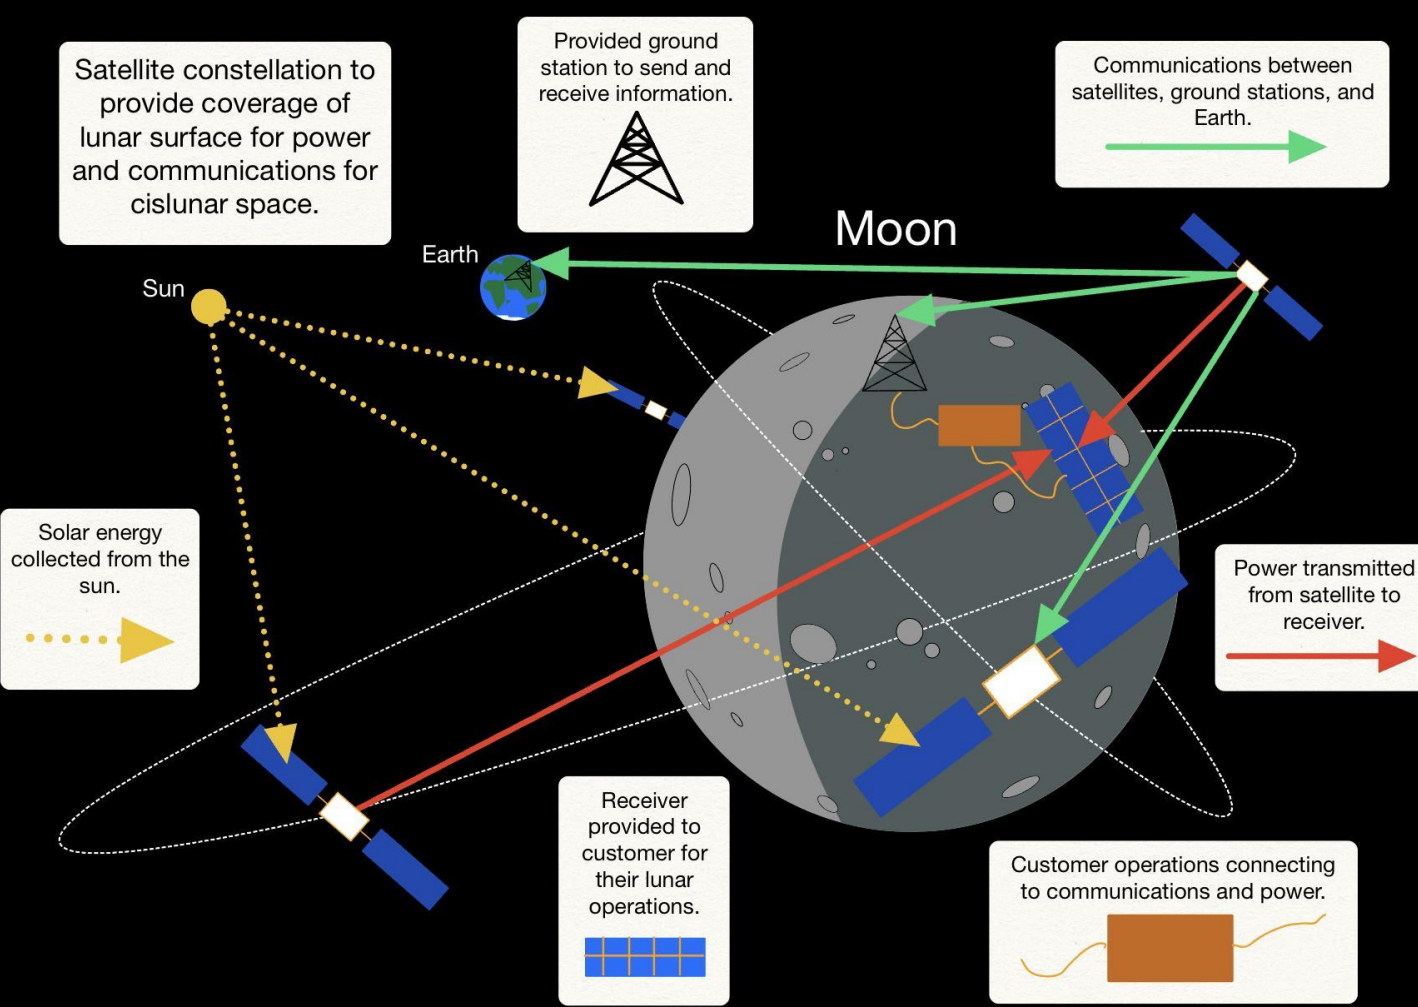 Satellite constellation to
provide coverage of
lunar surface for power
and communications for
cislunar space.
Provided ground
station to send and
receive information.
Communications between
satellites, ground stations, and
Earth.
Moon
Earth
Sun
Solar energy
collected from the
sun.
Power transmitted
from satellite to
receiver.
Receiver
provided to
customer for
their lunar
operations.
Customer operations connecting
to communications and power.